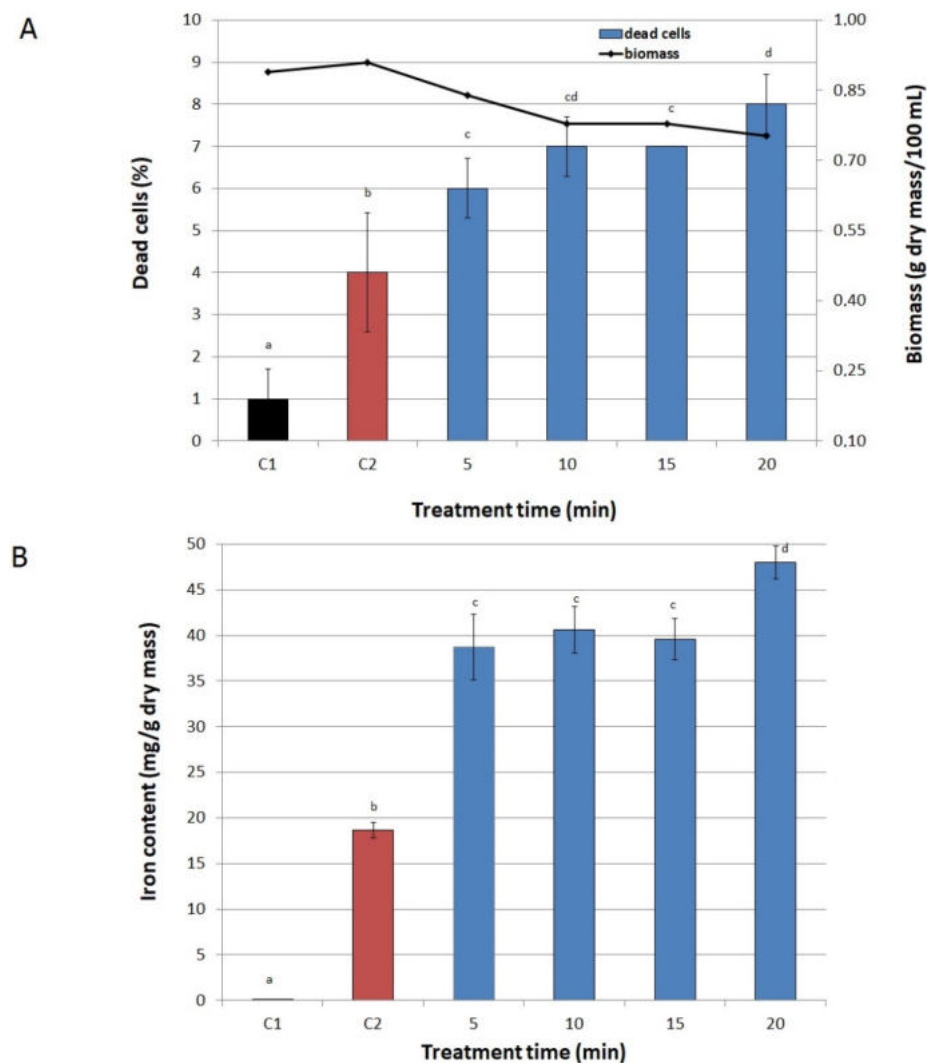 A
dead cells
biomass
Dead cells (%)
10
9
8
7
6
5
4
3
2
1
0
a
b
c
cd
c
d
1.00
0.85
0.70
0.55
0.40
0.25
0.10
Biomass (g dry mass/100 mL)
C1 C2 5 10 15 20
Treatment time (min)
B
Iron content (mg/g dry mass)
50
45
40
35
30
25
20
15
10
5
0
a
b
c
c
c
d
C1 C2 5 10 15 20
Treatment time (min)